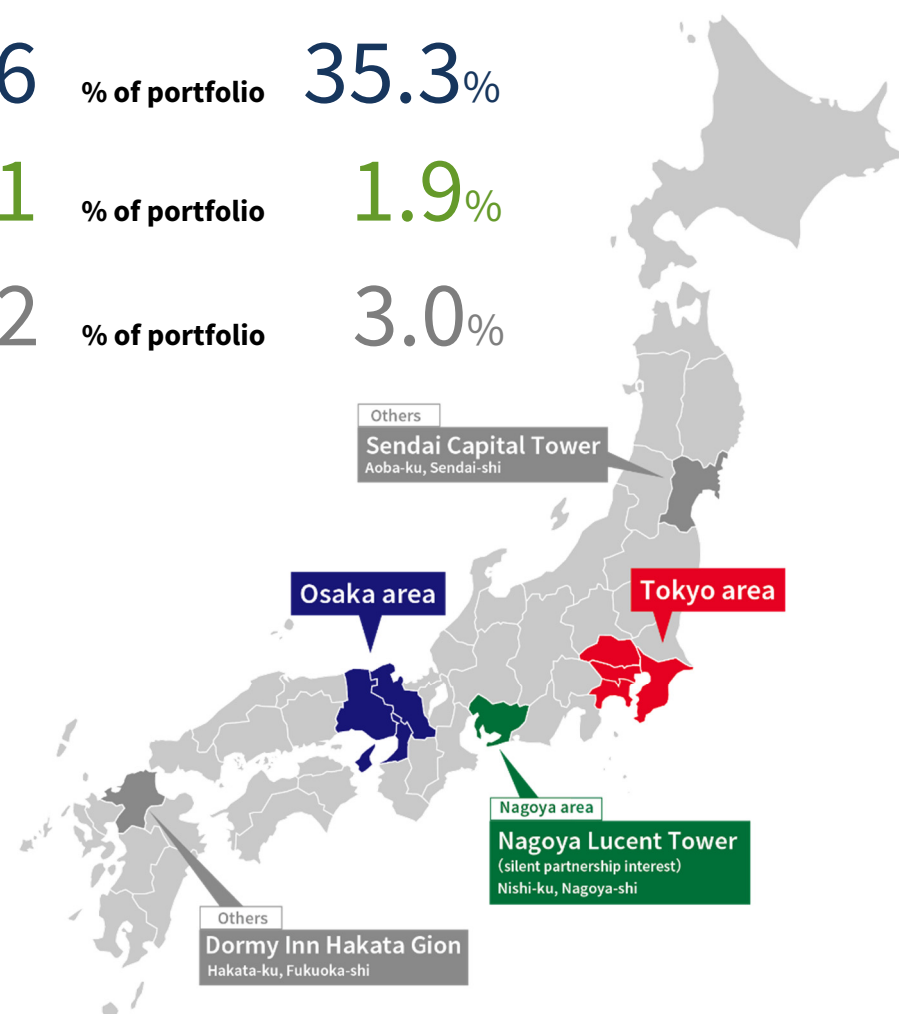 6 % of portfolio 35.3%
1 % of portfolio 1.9%
2 % of portfolio 3.0%
Others
Sendai Capital Tower
Aoba-ku, Sendai-shi
Osaka area
Tokyo area
Nagoya area
Nagoya Lucent Tower
(silent partnership interest)
Nishi-ku, Nagoya-shi
Others
Dormy Inn Hakata Gion
Hakata-ku, Fukuoka-shi